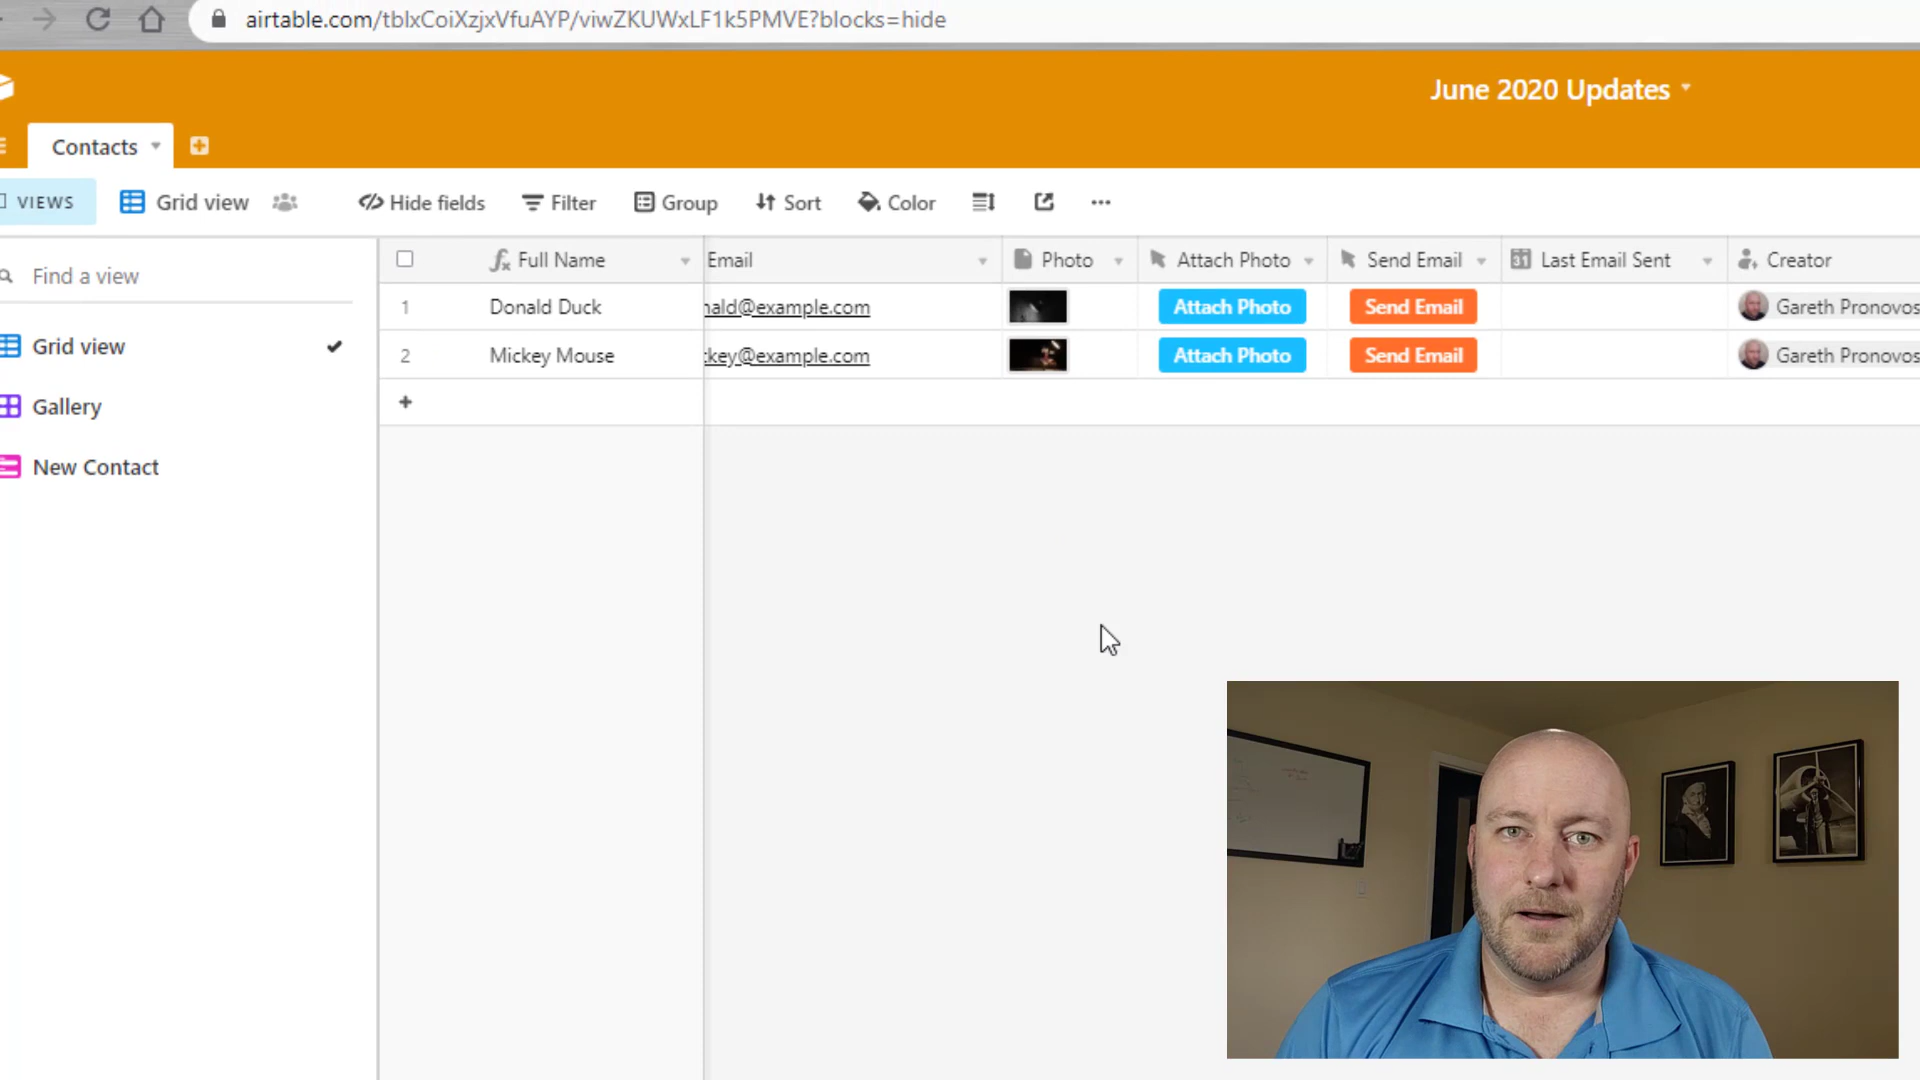 airtable.com/tblxCoiXzjxVfuAYP/viwZKUWxLF1k5PMVE?blocks=hide
June 2020 Updates
Contacts
VIEWS
Grid view
Hide fields
Filter
Group
Sort
Color
Find a view
Grid view
Gallery
New Contact
Full Name
Email
Photo
Attach Photo
Send Email
31
Last Email Sent
Creator
1
Donald Duck
nald@example.com
Attach Photo
Send Email
Gareth Pronovos
2
Mickey Mouse
ckey@example.com
Attach Photo
Send Email
Gareth Pronovos